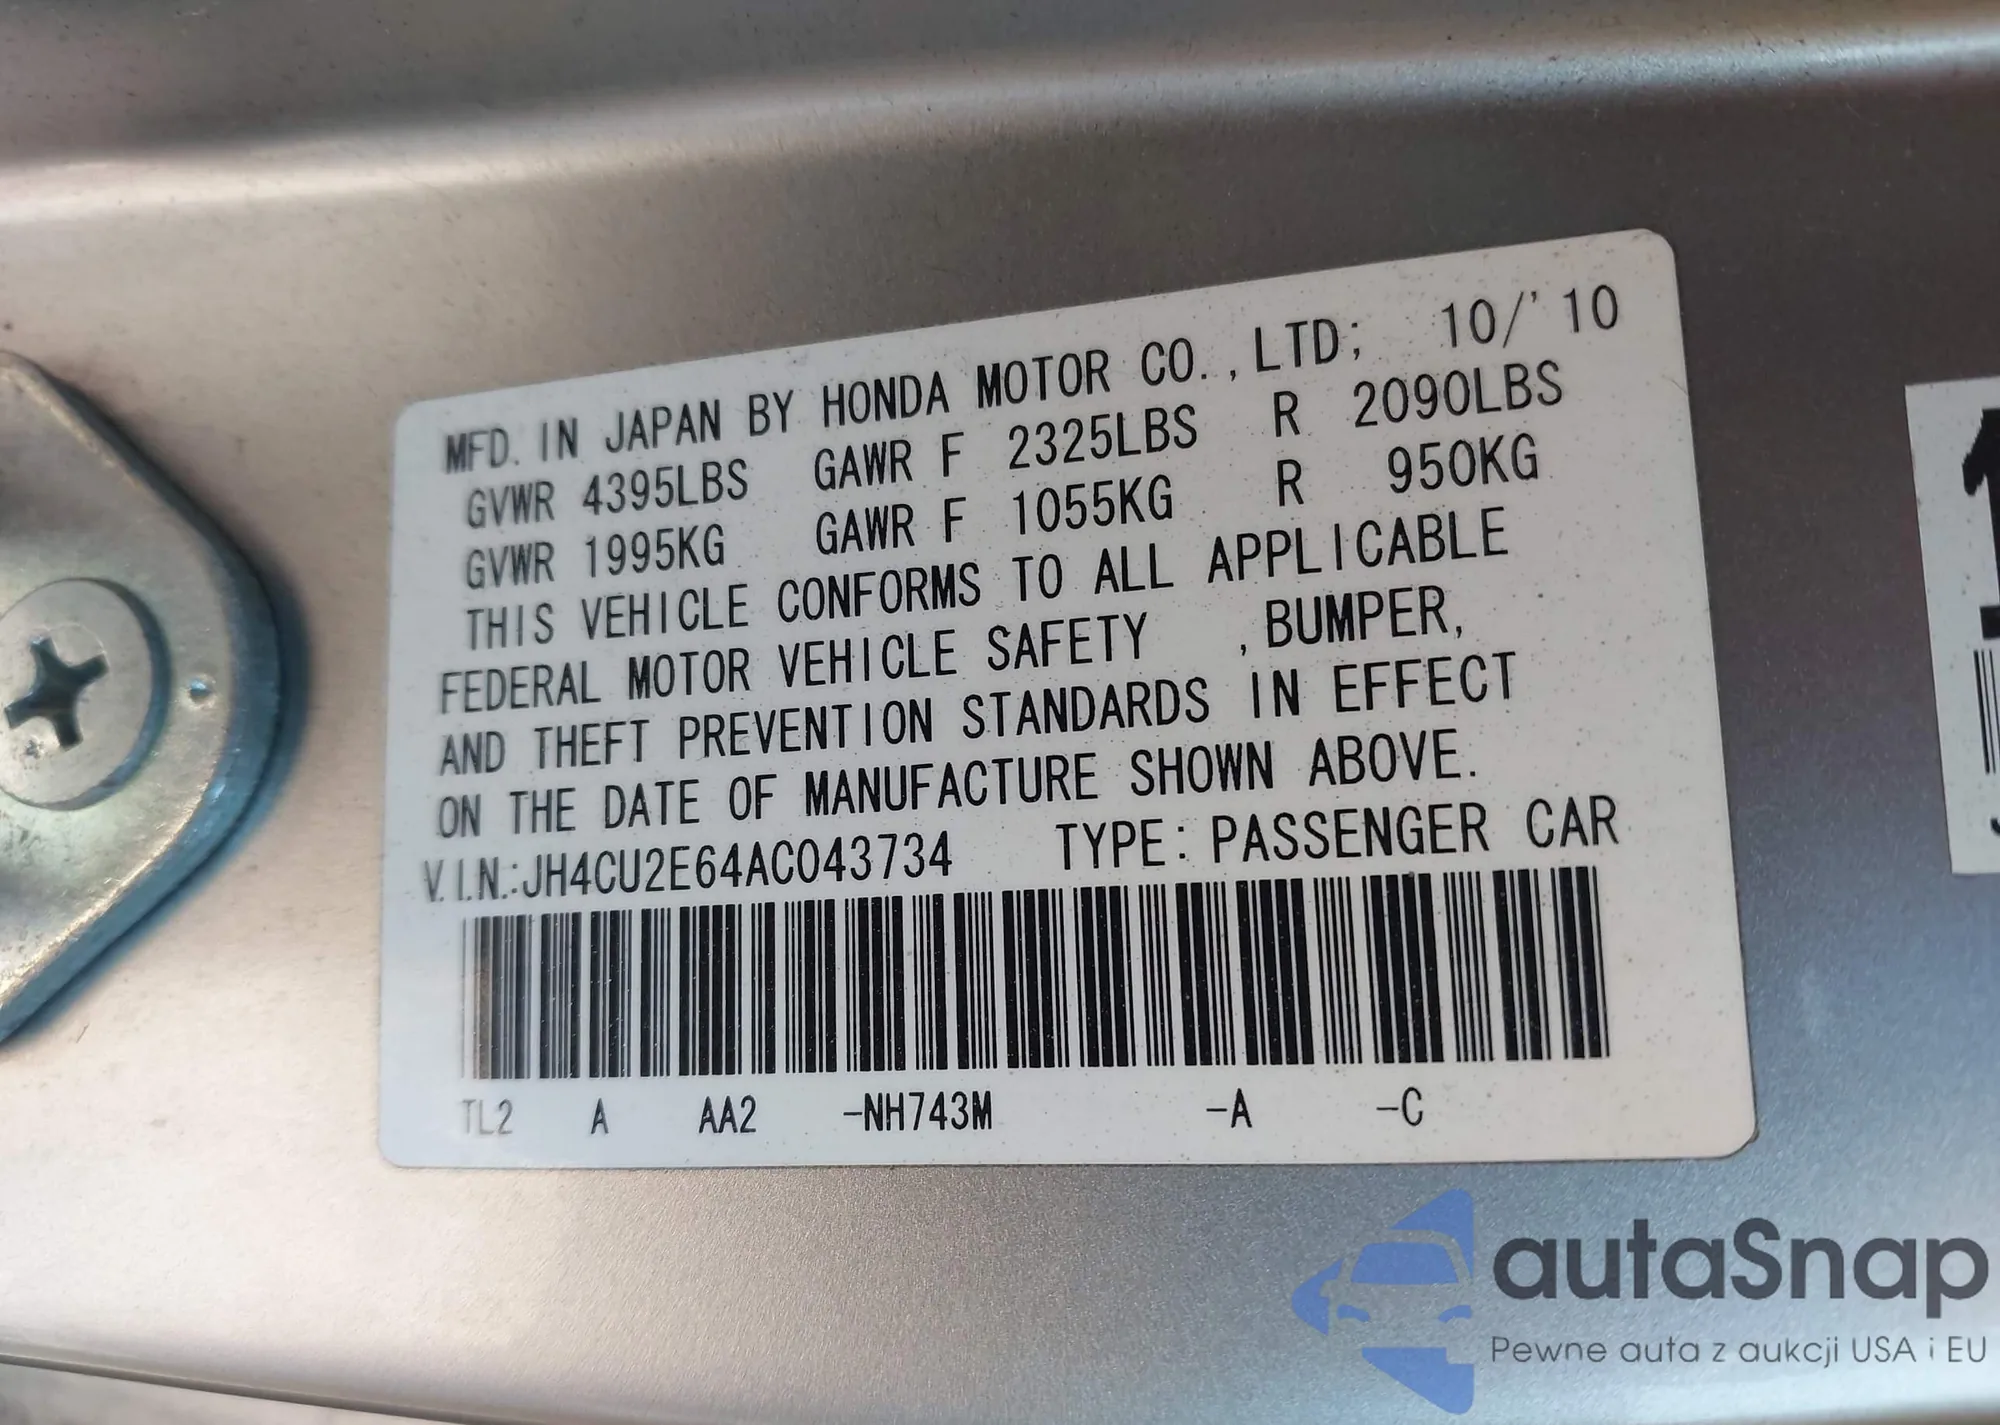 MFD. IN JAPAN BY HONDA MOTOR CO.,LTD; 10/'10
GVWR 4395LBS GAWR F 2325LBS R 2090LBS
GVWR 1995KG GAWR F 1055KG R 950KG
THIS VEHICLE CONFORMS TO ALL APPLICABLE
FEDERAL MOTOR VEHICLE SAFETY ,BUMPER,
AND THEFT PREVENTION STANDARDS IN EFFECT
ON THE DATE OF MANUFACTURE SHOWN ABOVE.
V.I.N.:JH4CU2E64AC043734 TYPE:PASSENGER CAR
TL2 A AA2 -NH743M -A -C
autaSnap
Pewne auta z aukcji USA i EU